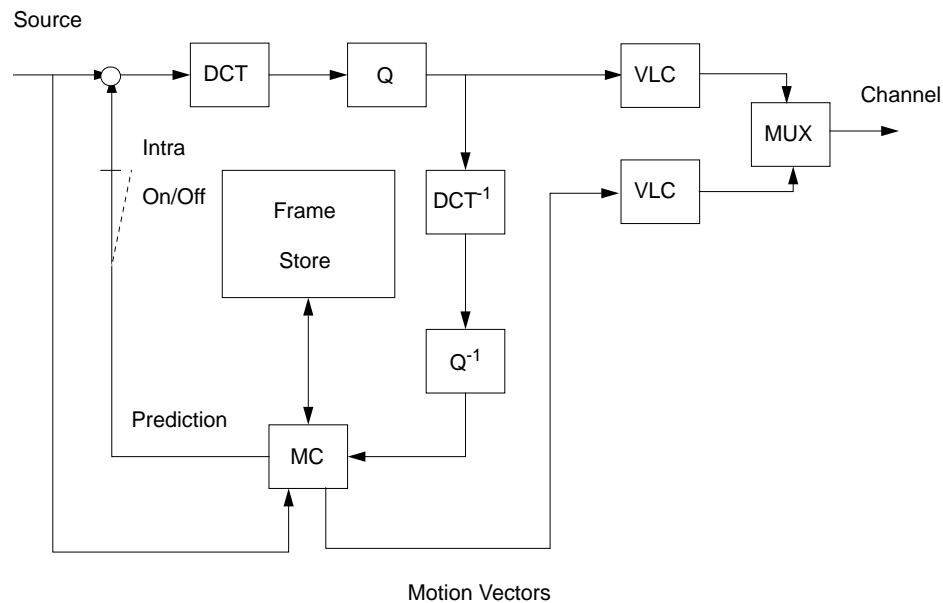 Source
DCT
Q
VLC
Channel
MUX
Intra
On/Off
Frame
Store
DCT-1
VLC
Q-1
Prediction
MC
Motion Vectors